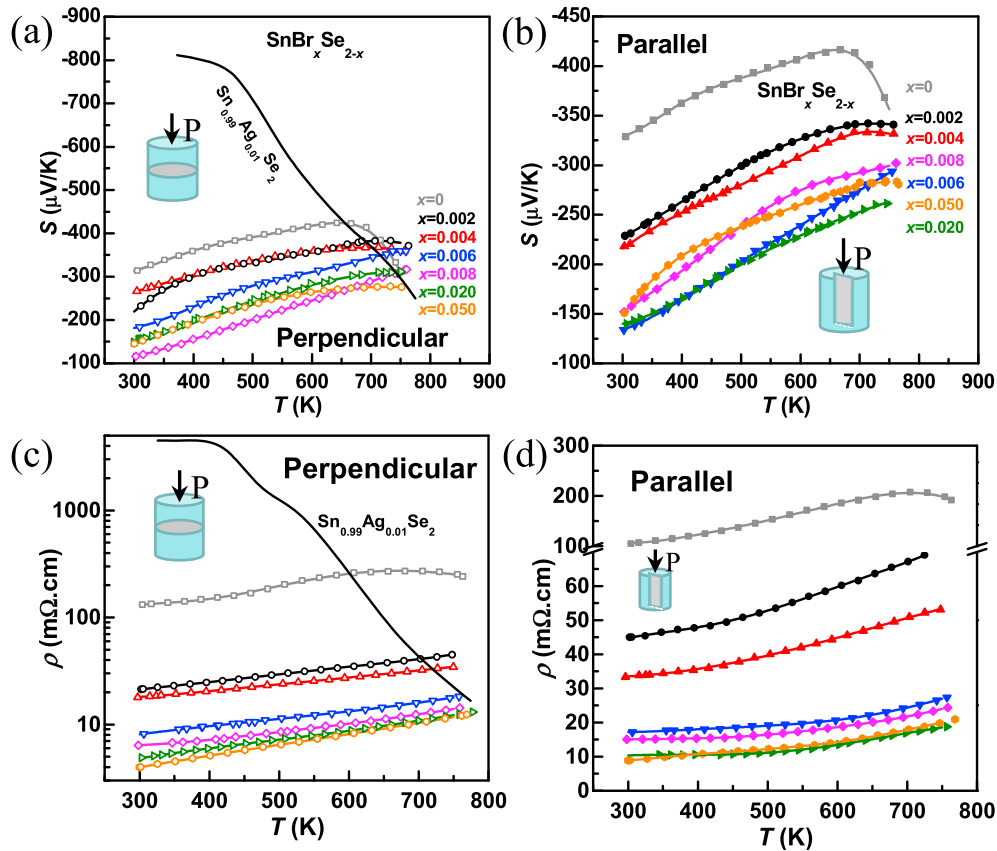 (a)
-900
-800
-700
-600
-500
-400
-300
-200
-100
S (μV/K)
SnBrxSe2-x
Sn0.99Ag0.01Se2
P
x=0
x=0.002
x=0.004
x=0.006
x=0.008
x=0.020
x=0.050
Perpendicular
300 400 500 600 700 800 900
T (K)
(b)
-450
-400
-350
-300
-250
-200
-150
-100
S (μV/K)
Parallel
SnBrxSe2-x
x=0
x=0.002
x=0.004
x=0.008
x=0.006
x=0.050
x=0.020
P
300 400 500 600 700 800 900
T (K)
(c)
1000
100
10
ρ (mΩ.cm)
Perpendicular
P
Sn0.99Ag0.01Se2
300 400 500 600 700 800
T (K)
(d)
300
200
100
60
50
40
30
20
10
0
ρ (mΩ.cm)
Parallel
P
300 400 500 600 700 800
T (K)